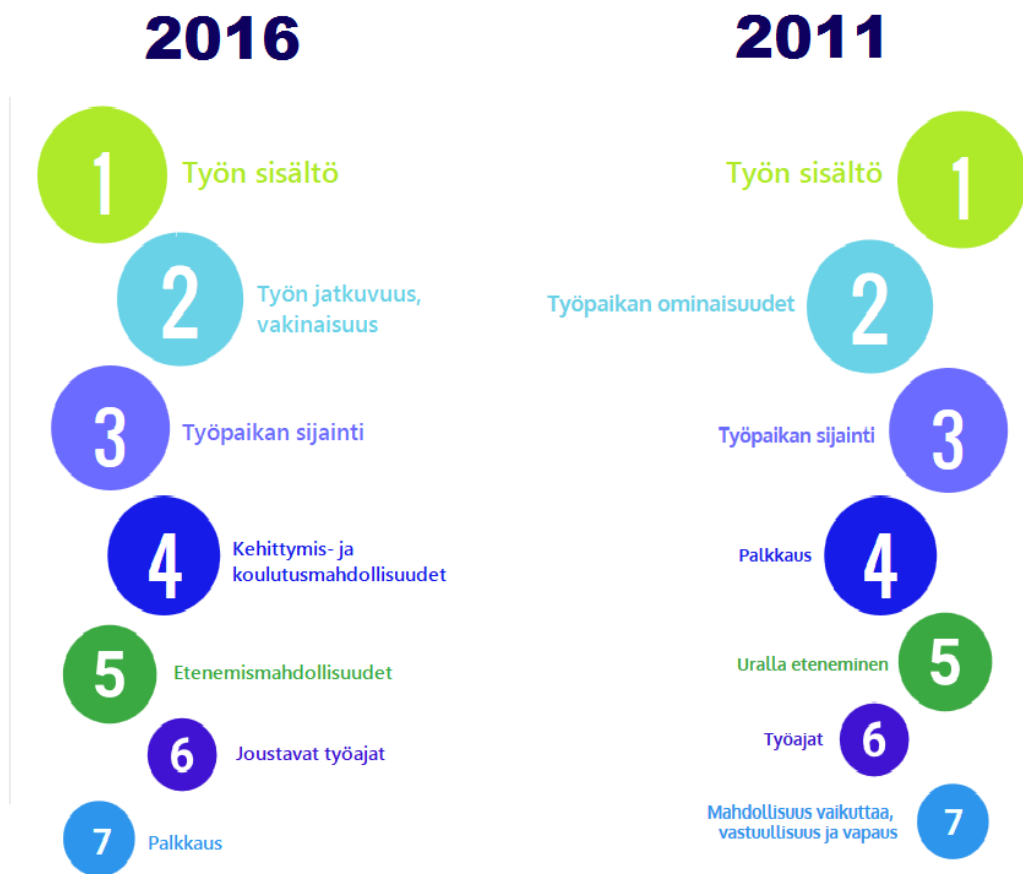 2016
1
Työn sisältö
2
Työn jatkuvuus,
vakinaisuus
3
Työpaikan sijainti
4
Kehittymis- ja
koulutusmahdollisuudet
5
Etenemismahdollisuudet
6
Joustavat työajat
7
Palkkaus
2011
Työn sisältö
1
Työpaikan ominaisuudet
2
Työpaikan sijainti
3
Palkkaus
4
Uralla eteneminen
5
Työajat
6
Mahdollisuus vaikuttaa,
vastuullisuus ja vapaus
7